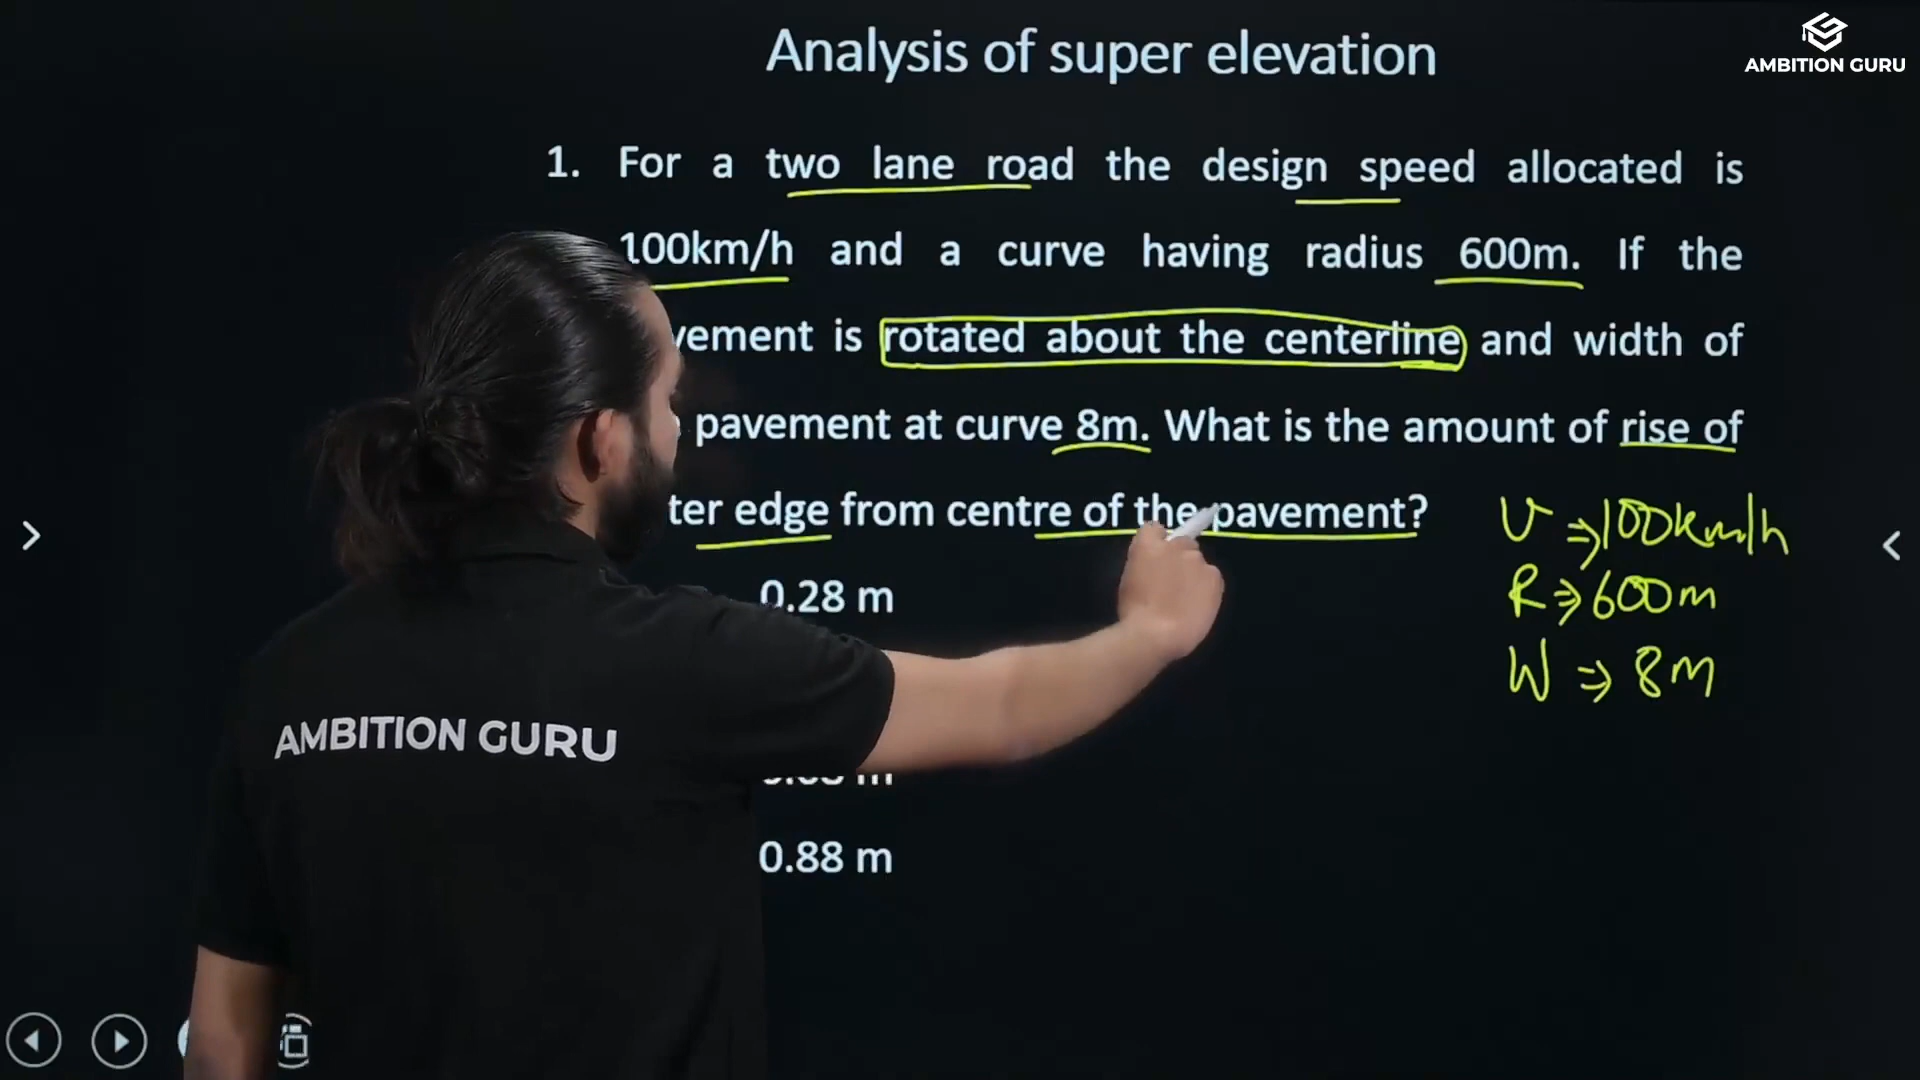 Analysis of super elevation
AMBITION GURU
1. For a two lane road the design speed allocated is
100km/h and a curve having radius 600m. If the
vement is rotated about the centerline and width of
pavement at curve 8m. What is the amount of rise of
ter edge from centre of the pavement?
V ⇒ 100km/h
0.28 m
R ⇒ 600m
W ⇒ 8m
AMBITION GURU
0.88 m